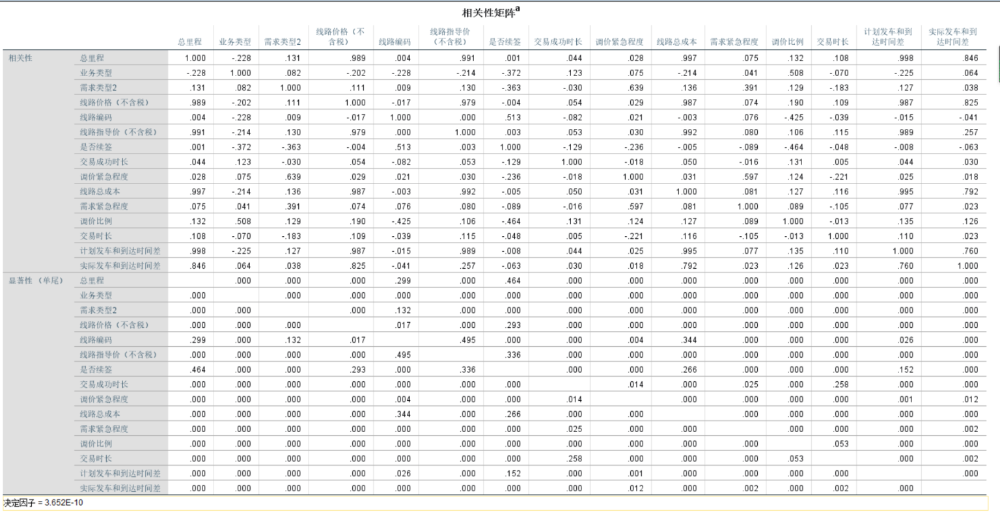 相关性矩阵a
总里程 业务类型 需求类型2 线路价格（不含税） 线路编码 线路指导价（不含税） 是否续签 交易成功时长 调价紧急程度 线路总成本 需求紧急程度 调价比例 交易时长 计划发车和到达时间差 实际发车和到达时间差
相关性 总里程 1.000 -.228 .131 .989 .004 .991 .001 .044 .028 .997 .075 .132 .108 .998 .846
业务类型 -.228 1.000 .082 -.202 -.228 -.214 -.372 .123 .075 -.214 .041 .508 -.070 -.225 .064
需求类型2 .131 .082 1.000 .111 .009 .130 -.363 -.030 .639 .136 .391 .129 -.183 .127 .038
线路价格（不含税） .989 -.202 .111 1.000 -.017 .979 -.004 .054 .029 .987 .074 .190 .109 .987 .825
线路编码 .004 -.228 .009 -.017 1.000 .000 .513 -.082 .021 -.003 .076 -.425 -.039 -.015 -.041
线路指导价（不含税） .991 -.214 .130 .979 .000 1.000 .003 .053 .030 .992 .080 .106 .115 .989 .257
是否续签 .001 -.372 -.363 -.004 .513 .003 1.000 -.129 -.236 -.005 -.089 -.464 -.048 -.008 -.063
交易成功时长 .044 .123 -.030 .054 -.082 .053 -.129 1.000 -.018 .050 -.016 .131 .005 .044 .030
调价紧急程度 .028 .075 .639 .029 .021 .030 -.236 -.018 1.000 .031 .597 .124 -.221 .025 .018
线路总成本 .997 -.214 .136 .987 -.003 .992 -.005 .050 .031 1.000 .081 .127 .116 .995 .792
需求紧急程度 .075 .041 .391 .074 .076 .080 -.089 -.016 .597 .081 1.000 .089 -.105 .077 .023
调价比例 .132 .508 .129 .190 -.425 .106 -.464 .131 .124 .127 .089 1.000 -.013 .135 .126
交易时长 .108 -.070 -.183 .109 -.039 .115 -.048 .005 -.221 .116 -.105 -.013 1.000 .110 .023
计划发车和到达时间差 .998 -.225 .127 .987 -.015 .989 -.008 .044 .025 .995 .077 .135 .110 1.000 .760
实际发车和到达时间差 .846 .064 .038 .825 -.041 .257 -.063 .030 .018 .792 .023 .126 .023 .760 1.000
显著性（单尾） 总里程 .000 .000 .000 .299 .000 .464 .000 .000 .000 .000 .000 .000 .000 .000
业务类型 .000 .000 .000 .000 .000 .000 .000 .000 .000 .000 .000 .000 .000 .000
需求类型2 .000 .000 .000 .132 .000 .000 .000 .000 .000 .000 .000 .000 .000 .000
线路价格（不含税） .000 .000 .000 .017 .000 .293 .000 .000 .000 .000 .000 .000 .000 .000
线路编码 .299 .000 .132 .017 .495 .000 .000 .004 .344 .000 .000 .000 .026 .000
线路指导价（不含税） .000 .000 .000 .000 .495 .336 .000 .000 .000 .000 .000 .000 .000 .000
是否续签 .464 .000 .000 .293 .000 .336 .000 .000 .266 .000 .000 .000 .152 .000
交易成功时长 .000 .000 .000 .000 .000 .000 .000 .014 .000 .025 .000 .258 .000 .000
调价紧急程度 .000 .000 .000 .000 .004 .000 .000 .014 .000 .000 .000 .000 .001 .012
线路总成本 .000 .000 .000 .000 .344 .000 .266 .000 .000 .000 .000 .000 .000 .000
需求紧急程度 .000 .000 .000 .000 .000 .000 .000 .025 .000 .000 .000 .000 .000 .002
调价比例 .000 .000 .000 .000 .000 .000 .000 .000 .000 .000 .000 .053 .000 .000
交易时长 .000 .000 .000 .000 .000 .000 .000 .258 .000 .000 .000 .053 .000 .002
计划发车和到达时间差 .000 .000 .000 .000 .026 .000 .152 .000 .001 .000 .000 .000 .000 .000
实际发车和到达时间差 .000 .000 .000 .000 .000 .000 .000 .000 .012 .000 .002 .000 .002 .000
决定因子 = 3.652E-10